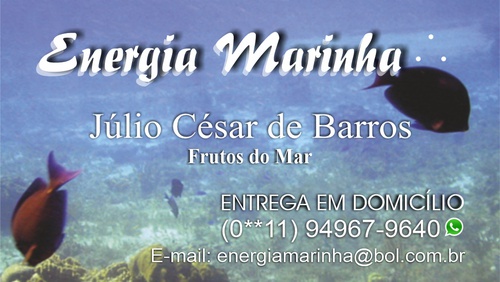 Energia Marinha
Júlio César de Barros
Frutos do Mar
ENTREGA EM DOMICÍLIO
(0**11) 94967-9640
E-mail: energiamarinha@bol.com.br